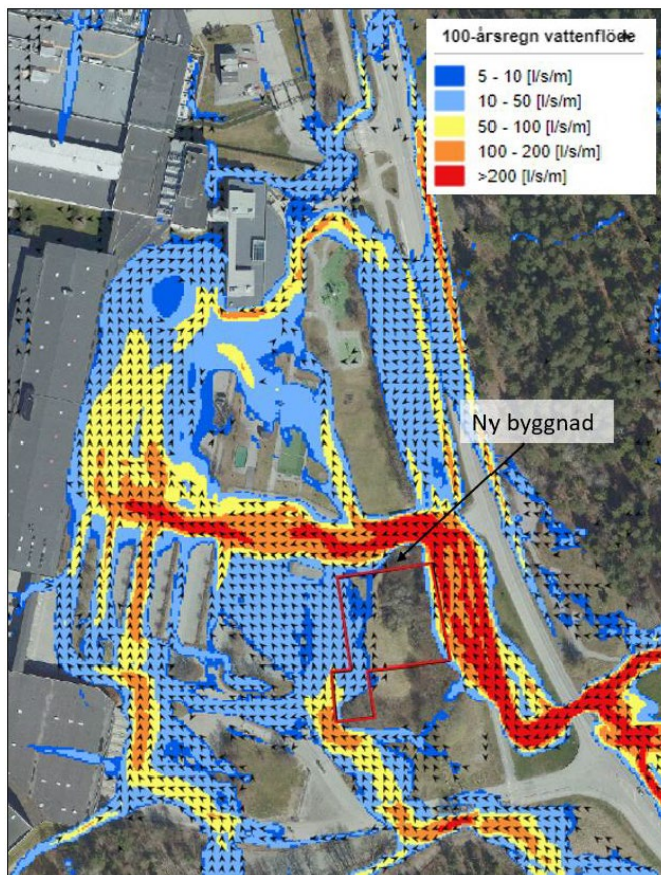 100-årsregn vattenflöde
5 - 10 [l/s/m]
10 - 50 [l/s/m]
50 - 100 [l/s/m]
100 - 200 [l/s/m]
>200 [l/s/m]
Ny byggnad